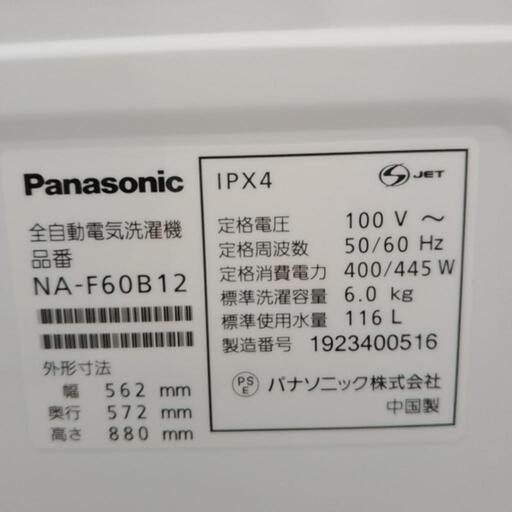 Panasonic
全自動電気洗濯機
品番
NA-F60B12
外形寸法
幅 562 mm
奥行 572 mm
高さ 880 mm
IPX4
S JET
定格電圧 100 V ～
定格周波数 50/60 Hz
定格消費電力 400/445 W
標準洗濯容量 6.0 kg
標準使用水量 116 L
製造番号 1923400516
PS
E
パナソニック株式会社
中国製